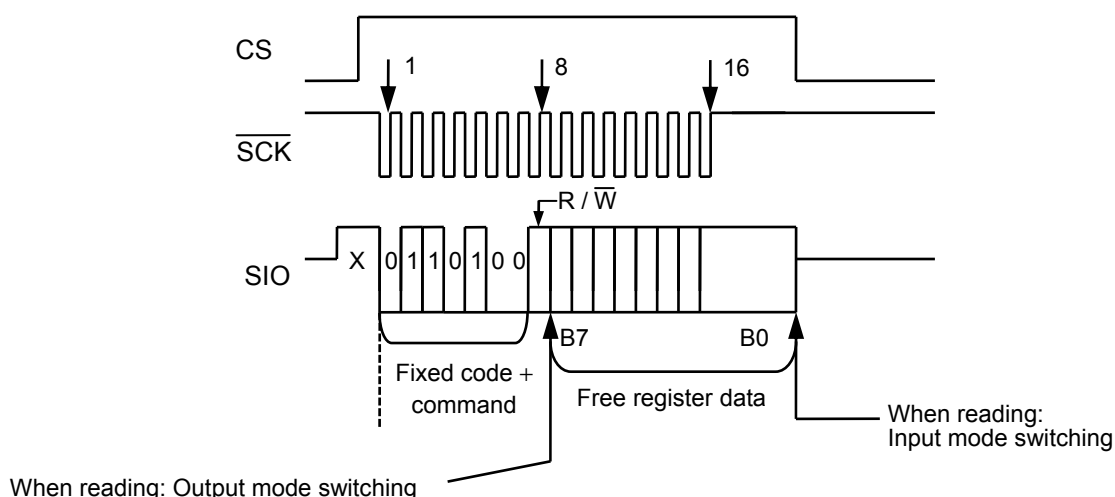 CS
1
8
16
SCK
R / W
SIO
X
0 1 1 0 1 0 0
B7
B0
Fixed code +
command
Free register data
When reading:
Input mode switching
When reading: Output mode switching